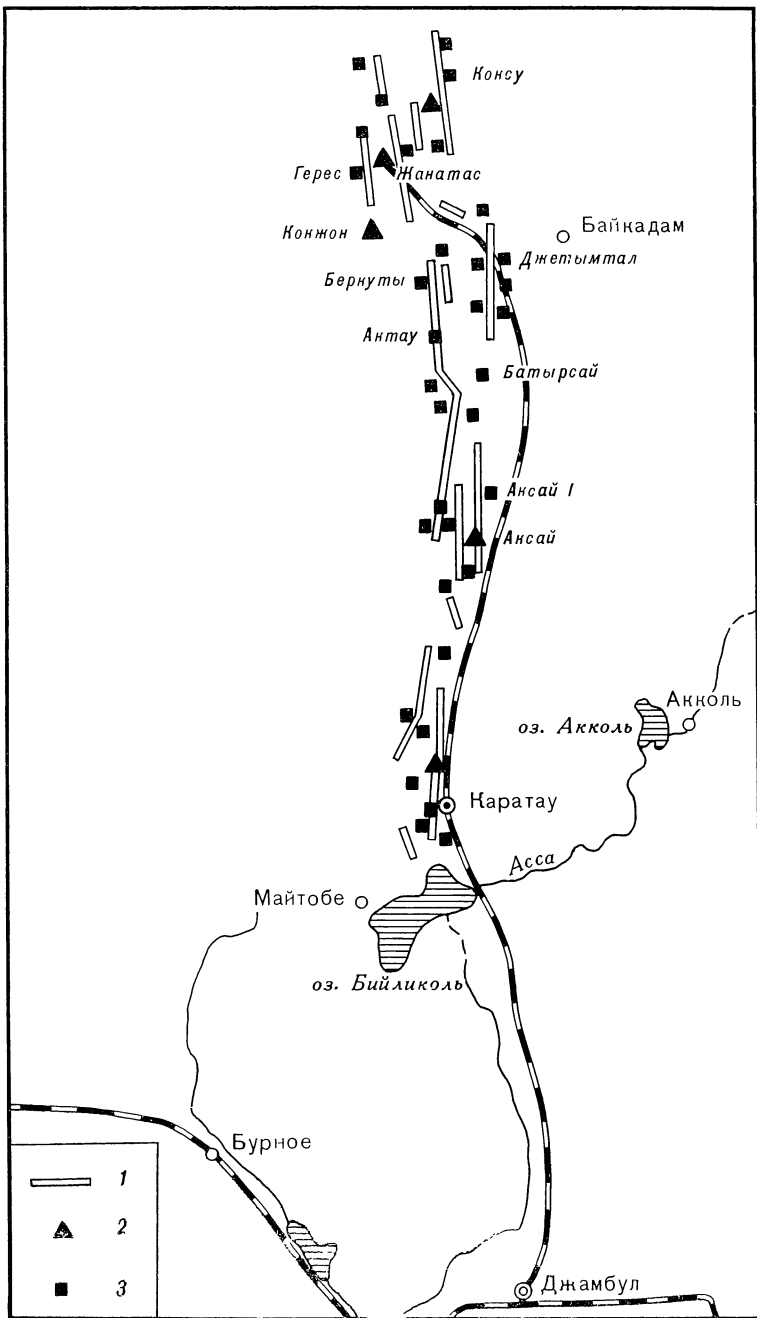 Коксу
Герес
Жанатас
Конжон
Байкадам
Джетымтал
Беркуты
Актау
Батырсай
Аксай I
Аксай
Акколь
оз. Акколь
Каратау
Асса
Майтобе
оз. Бийликоль
Бурное
1
2
3
Джамбул